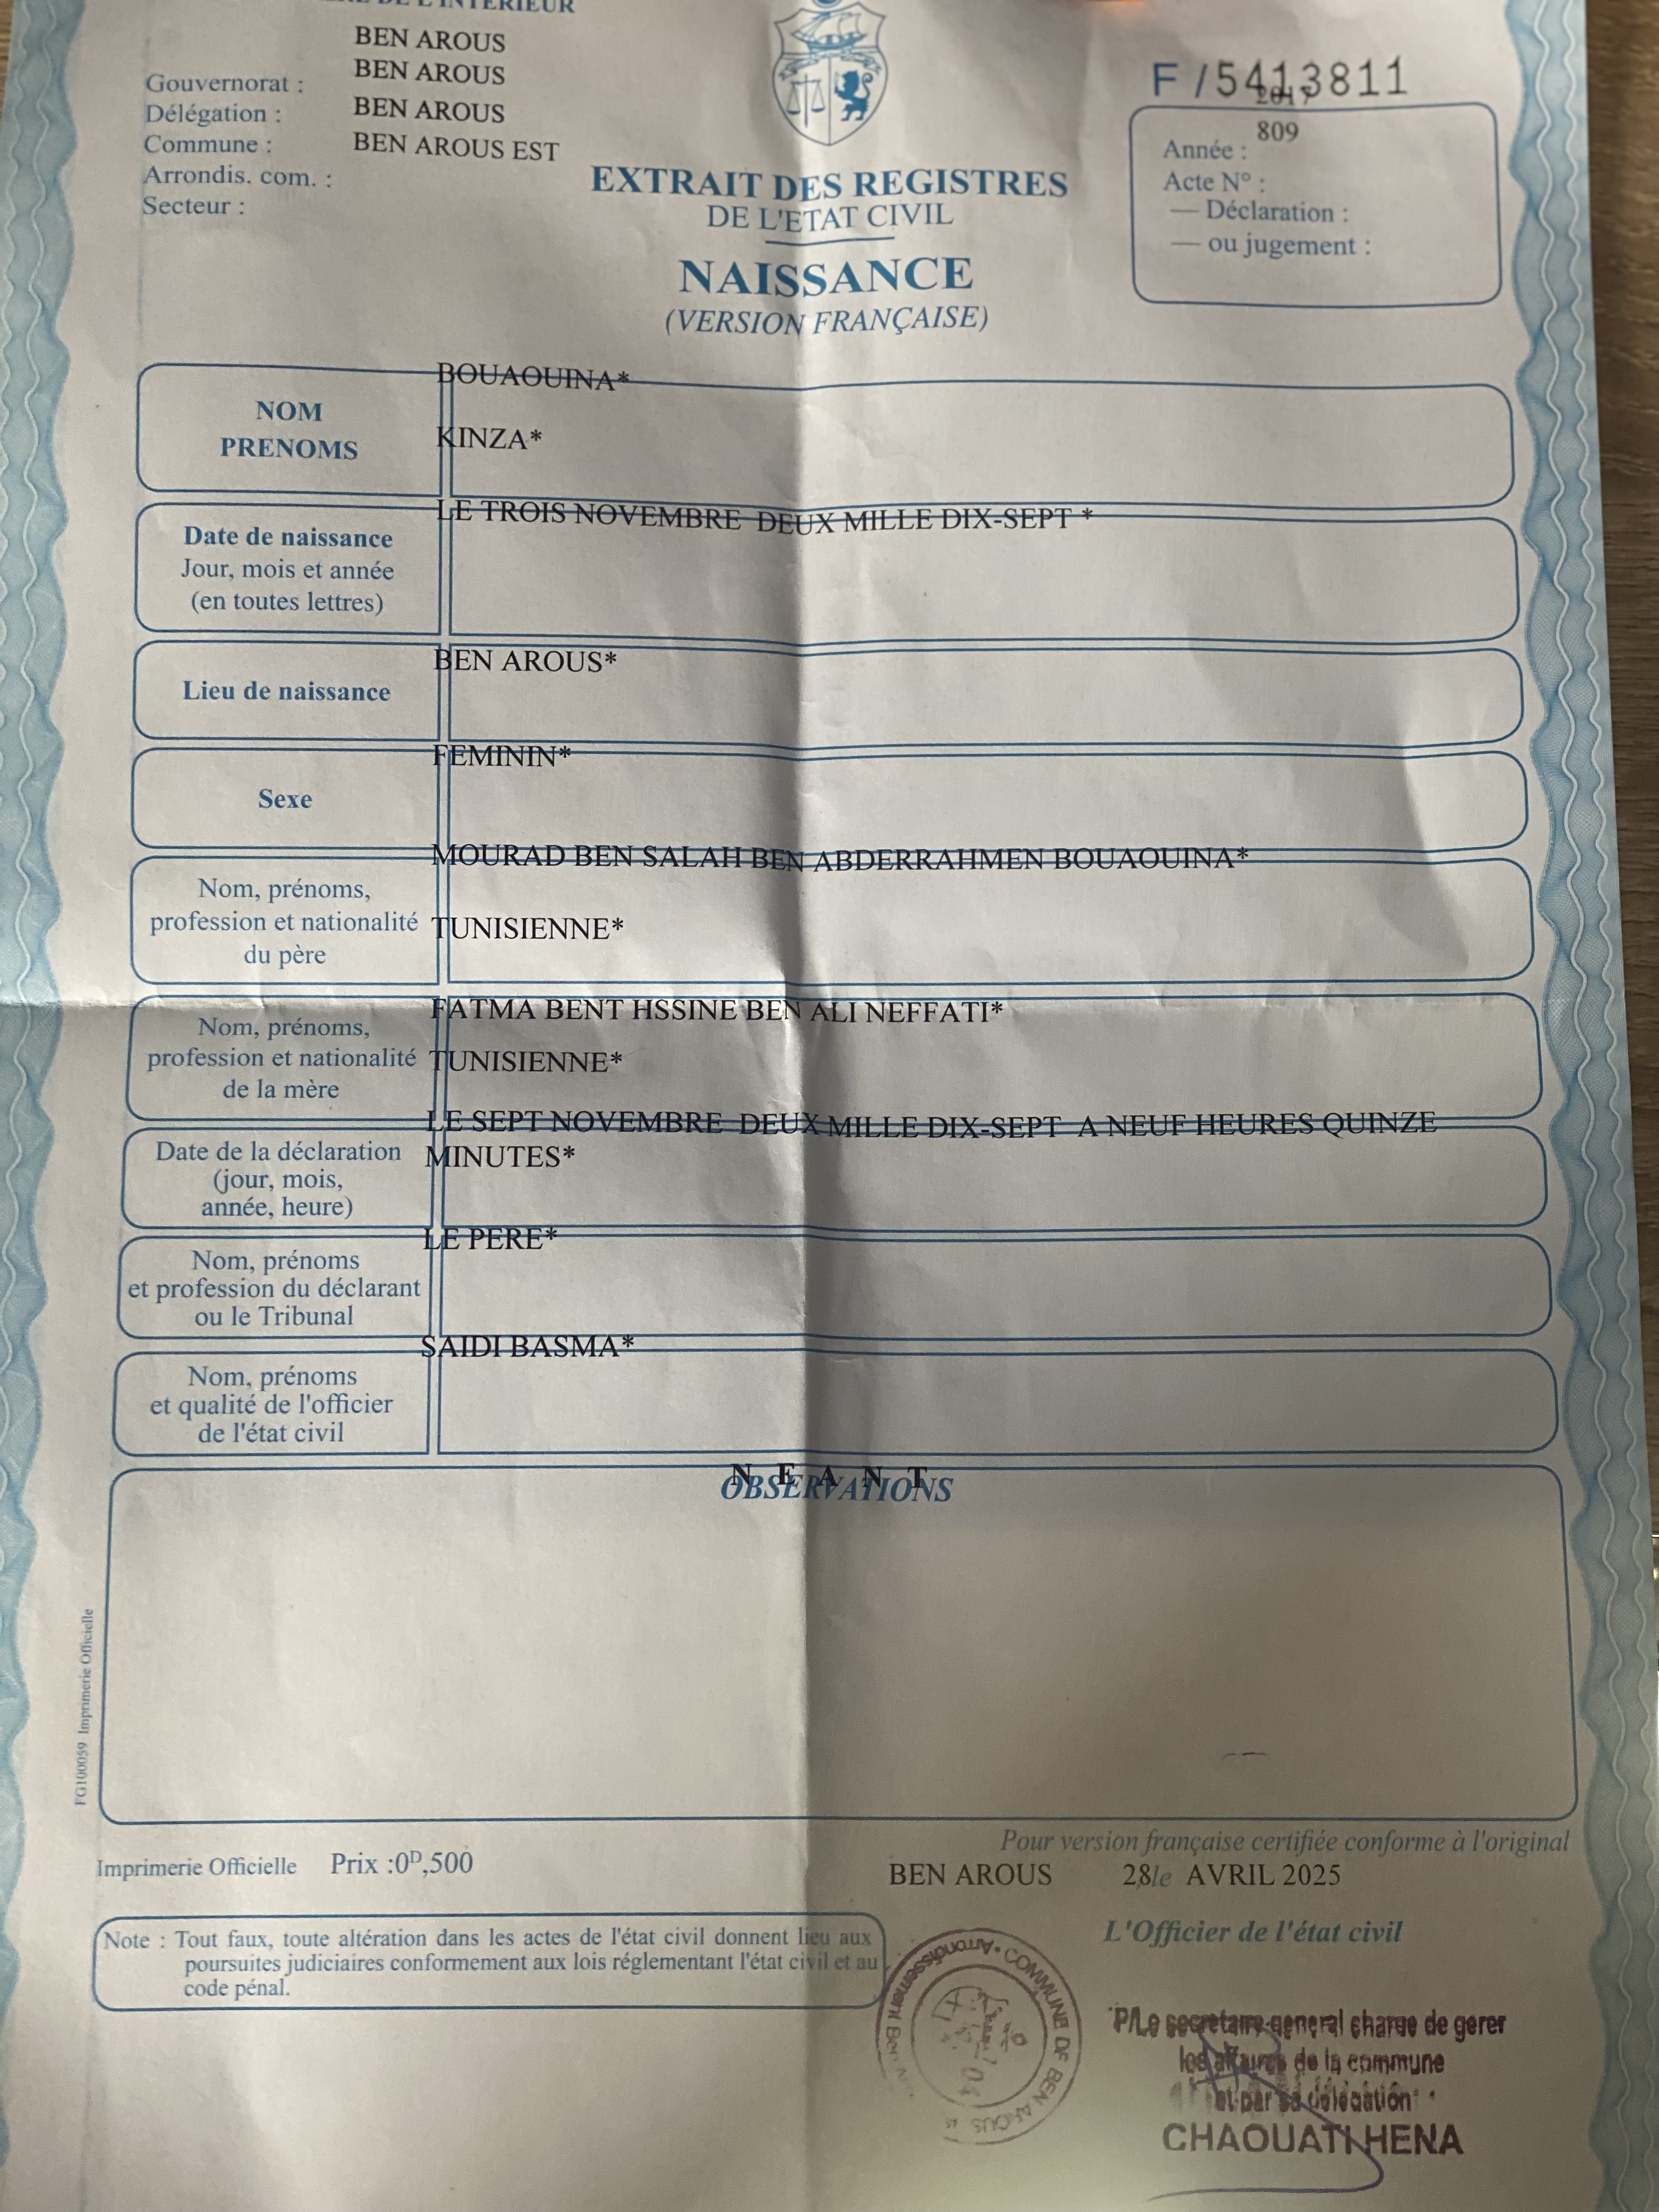 DE L'INTERIEUR
BEN AROUS
Gouvernorat : BEN AROUS
Délégation : BEN AROUS
Commune : BEN AROUS EST
Arrondis. com. :
Secteur :
F / 5413811
2017
809
Année :
Acte N° :
— Déclaration :
— ou jugement :
EXTRAIT DES REGISTRES
DE L'ETAT CIVIL
NAISSANCE
(VERSION FRANÇAISE)
BOUAOUINA*
NOM
PRENOMS
KINZA*
LE TROIS NOVEMBRE DEUX MILLE DIX-SEPT *
Date de naissance
Jour, mois et année
(en toutes lettres)
BEN AROUS*
Lieu de naissance
FEMININ*
Sexe
MOURAD BEN SALAH BEN ABDERRAHMEN BOUAOUINA*
Nom, prénoms,
profession et nationalité
du père
TUNISIENNE*
FATMA BENT HSSINE BEN ALI NEFFATI*
Nom, prénoms,
profession et nationalité
de la mère
TUNISIENNE*
LE SEPT NOVEMBRE DEUX MILLE DIX-SEPT A NEUF HEURES QUINZE
MINUTES*
Date de la déclaration
(jour, mois,
année, heure)
LE PERE*
Nom, prénoms
et profession du déclarant
ou le Tribunal
SAIDI BASMA*
Nom, prénoms
et qualité de l'officier
de l'état civil
N E A N T
OBSERVATIONS
FG100059 Imprimerie Officielle
Pour version française certifiée conforme à l'original
Imprimerie Officielle Prix :0D,500
BEN AROUS 28 le AVRIL 2025
L'Officier de l'état civil
Note : Tout faux, toute altération dans les actes de l'état civil donnent lieu aux
poursuites judiciaires conformement aux lois réglementant l'état civil et au
code pénal.
COMMUNE DE BEN AROUS
Arrondissement Ben
P/Le secretaire general charge de gerer
les affaires de la commune
et par sa delegation
CHAOUATI HENA